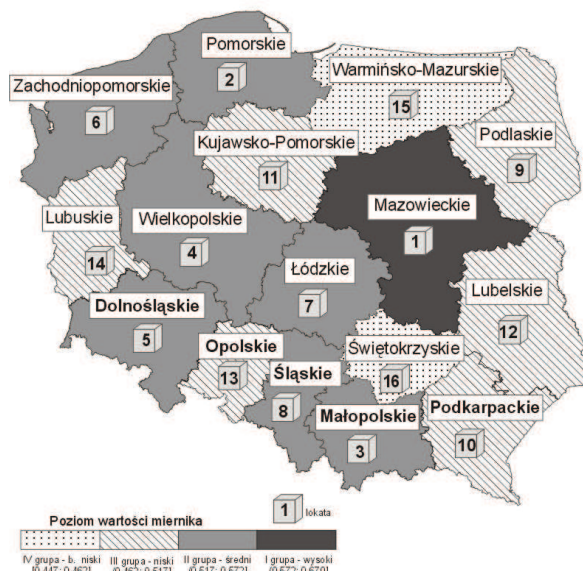 Pomorskie
2
Warmińsko-Mazurskie
15
Zachodniopomorskie
6
Podlaskie
9
Kujawsko-Pomorskie
11
Mazowieckie
1
Lubuskie
14
Wielkopolskie
4
Łódzkie
7
Lubelskie
12
Dolnośląskie
5
Opolskie
13
Świętokrzyskie
16
Śląskie
8
Małopolskie
3
Podkarpackie
10
1 lokata
Poziom wartości miernika
IV grupa - b. niski
III grupa - niski
II grupa - średni
I grupa - wysoki